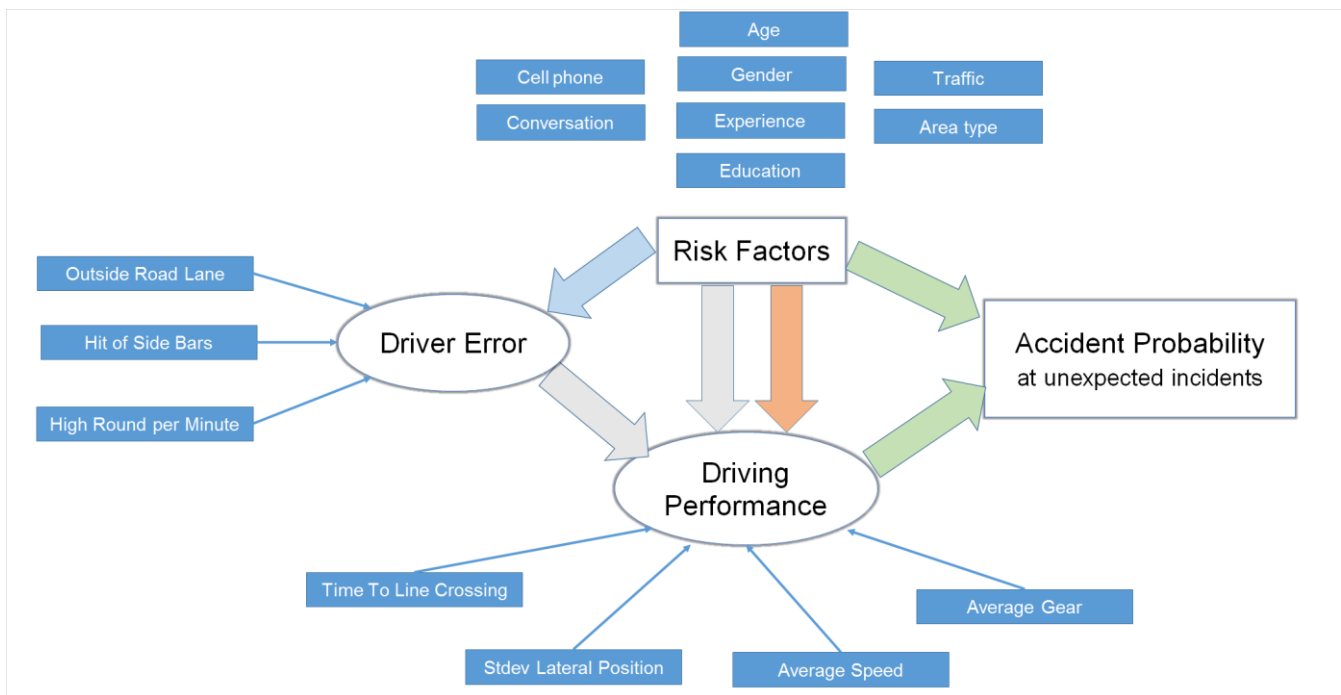 Age
Cell phone
Gender
Traffic
Conversation
Experience
Area type
Education
Risk Factors
Outside Road Lane
Hit of Side Bars
High Round per Minute
Driver Error
Accident Probability
at unexpected incidents
Driving
Performance
Time To Line Crossing
Stdev Lateral Position
Average Speed
Average Gear